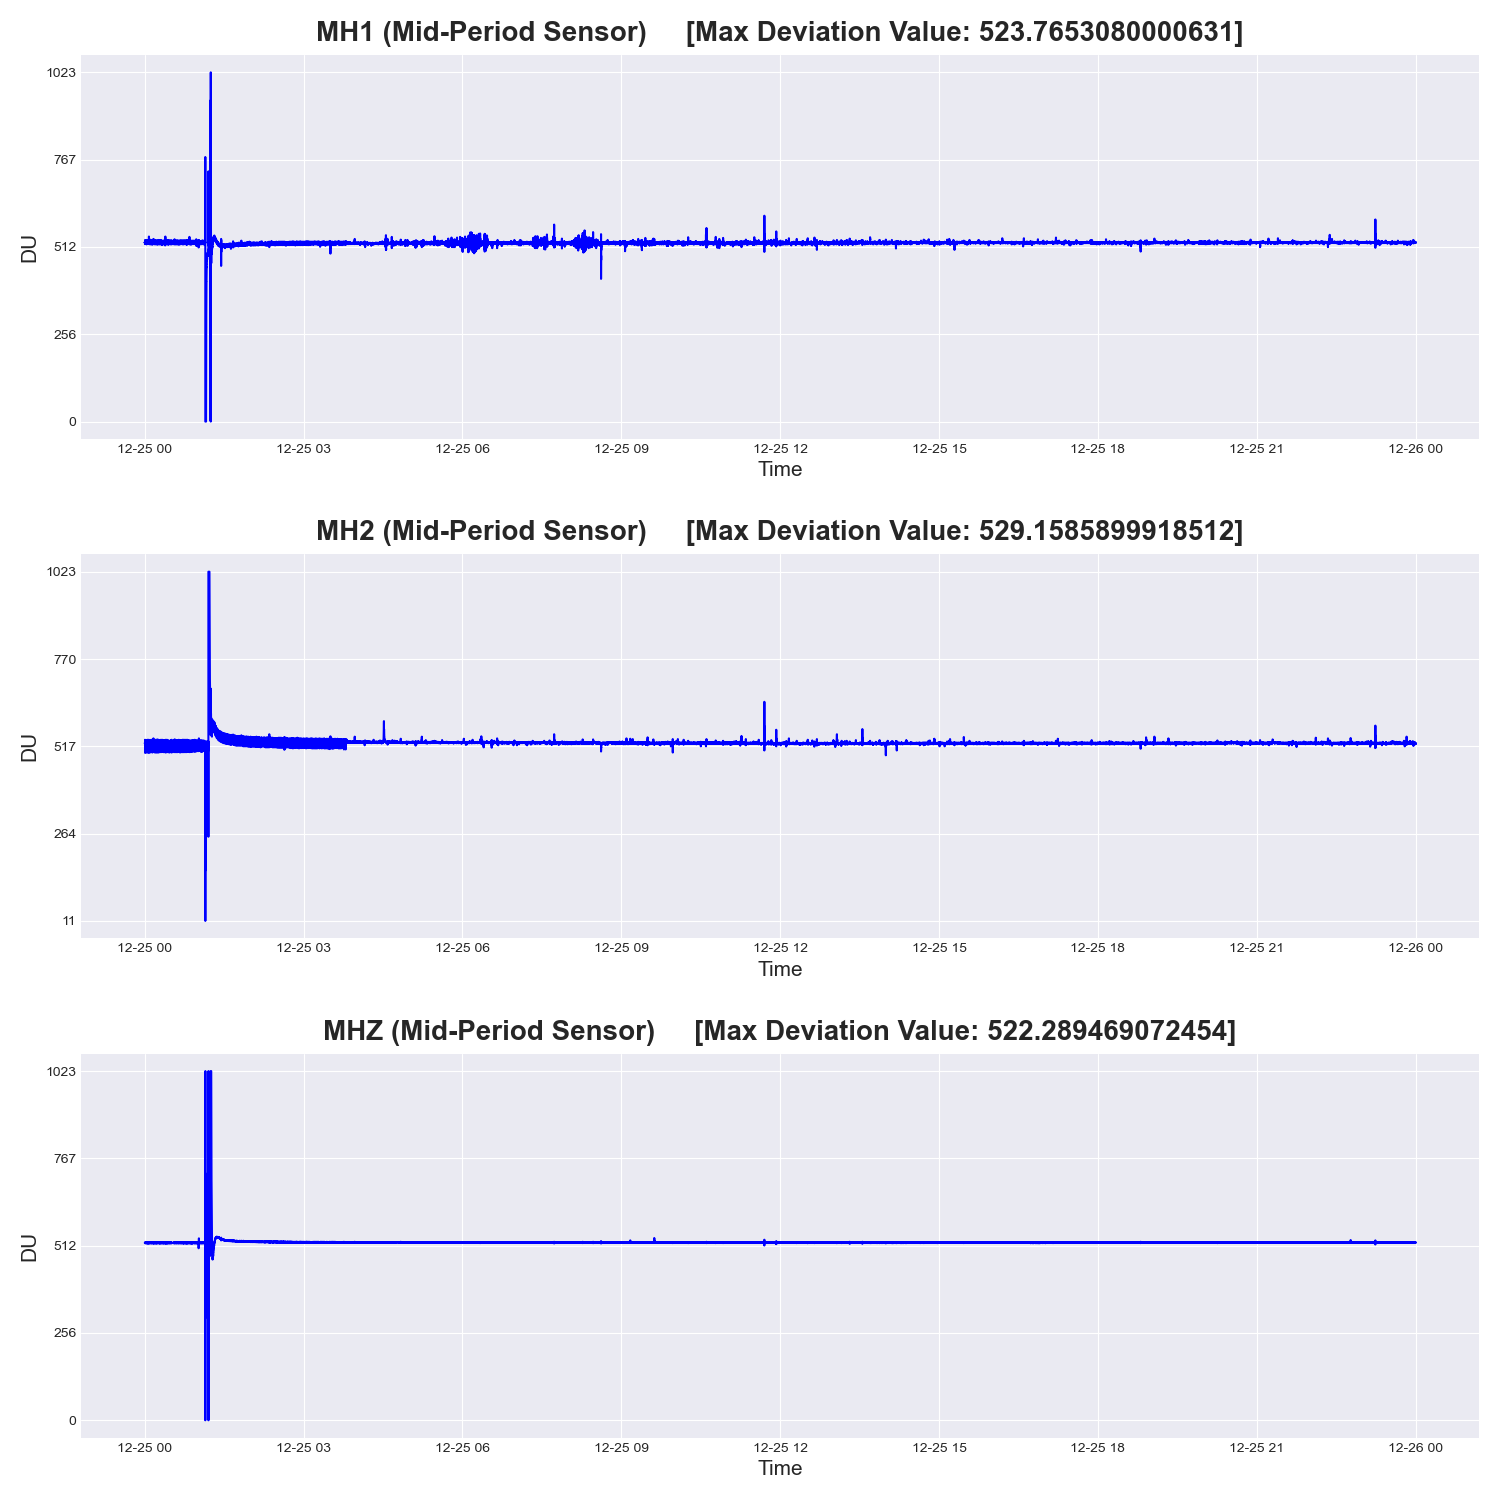 MH1 (Mid-Period Sensor) [Max Deviation Value: 523.7653080000631]
1023
767
512
256
0
DU
12-25 00 12-25 03 12-25 06 12-25 09 12-25 12 12-25 15 12-25 18 12-25 21 12-26 00
Time
MH2 (Mid-Period Sensor) [Max Deviation Value: 529.1585899918512]
1023
770
517
264
11
DU
12-25 00 12-25 03 12-25 06 12-25 09 12-25 12 12-25 15 12-25 18 12-25 21 12-26 00
Time
MHZ (Mid-Period Sensor) [Max Deviation Value: 522.289469072454]
1023
767
512
256
0
DU
12-25 00 12-25 03 12-25 06 12-25 09 12-25 12 12-25 15 12-25 18 12-25 21 12-26 00
Time